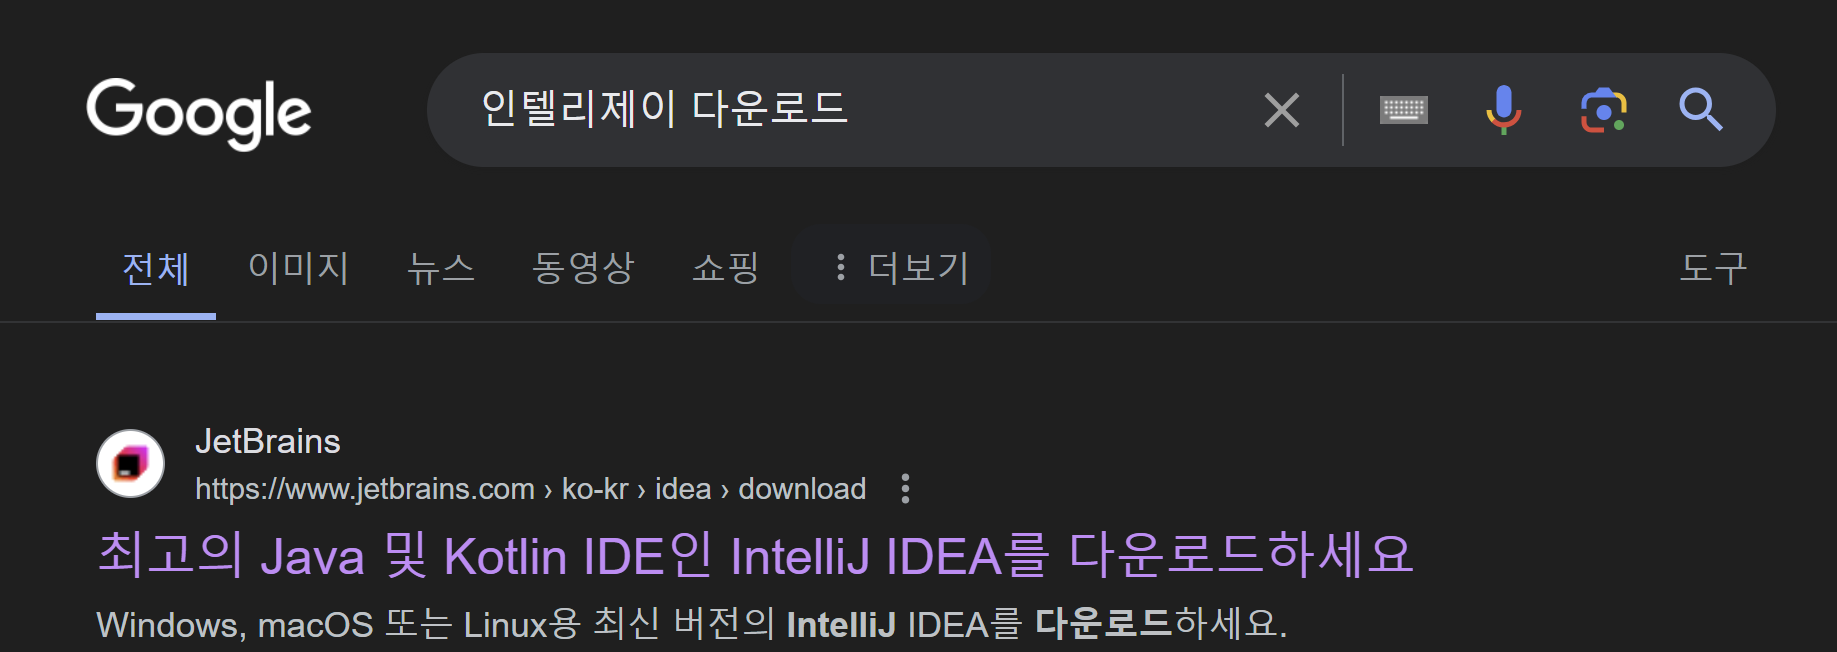 Google
인텔리제이 다운로드
전체 이미지 뉴스 동영상 쇼핑 더보기 도구
JetBrains
https://www.jetbrains.com › ko-kr › idea › download
최고의 Java 및 Kotlin IDE인 IntelliJ IDEA를 다운로드하세요
Windows, macOS 또는 Linux용 최신 버전의 IntelliJ IDEA를 다운로드하세요.